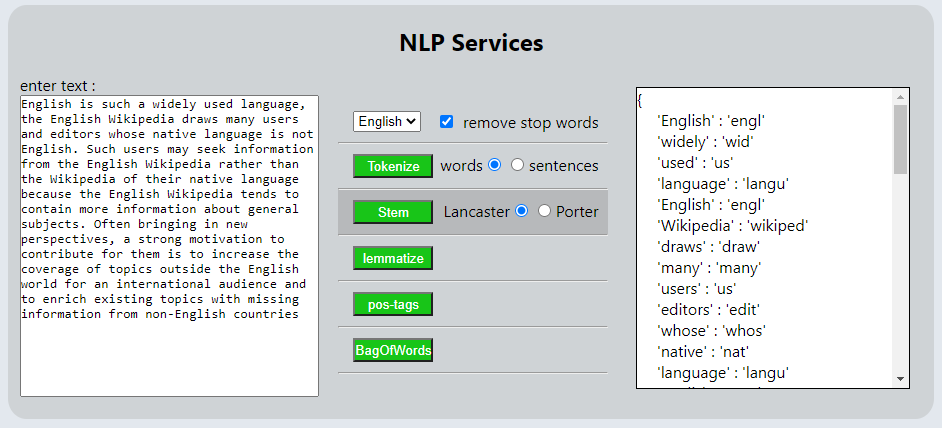 NLP Services
enter text :
English is such a widely used language,
the English Wikipedia draws many users
and editors whose native language is not
English. Such users may seek information
from the English Wikipedia rather than
the Wikipedia of their native language
because the English Wikipedia tends to
contain more information about general
subjects. Often bringing in new
perspectives, a strong motivation to
contribute for them is to increase the
coverage of topics outside the English
world for an international audience and
to enrich existing topics with missing
information from non-English countries
English remove stop words
Tokenize words sentences
Stem Lancaster Porter
lemmatize
pos-tags
BagOfWords
{
'English' : 'engl'
'widely' : 'wid'
'used' : 'us'
'language' : 'langu'
'English' : 'engl'
'Wikipedia' : 'wikiped'
'draws' : 'draw'
'many' : 'many'
'users' : 'us'
'editors' : 'edit'
'whose' : 'whos'
'native' : 'nat'
'language' : 'langu'